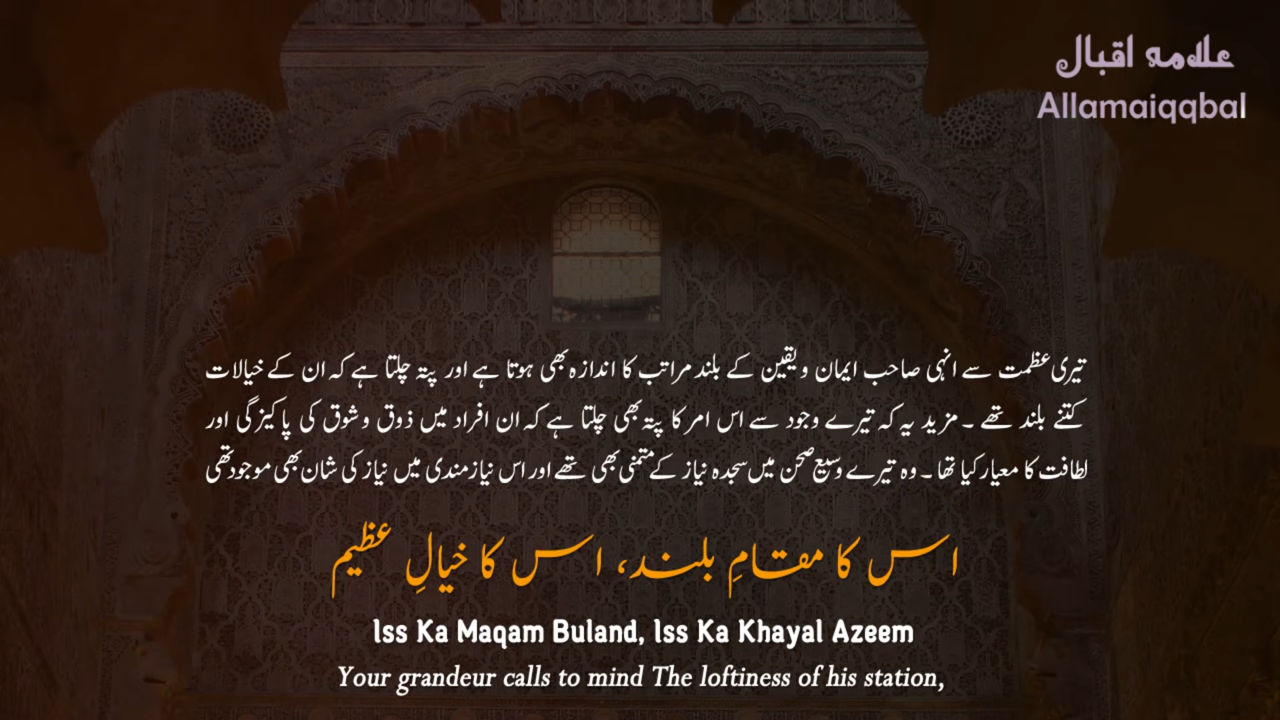 علامہ اقبال
Allamaiqqbal
تیری عظمت سے انہی صاحب ایمان و یقین کے بلند مراتب کا اندازہ بھی ہوتا ہے اور پتہ چلتا ہے کہ ان کے خیالات
کتنے بلند تھے ۔ مزید یہ کہ تیرے وجود سے اس امر کا پتہ بھی چلتا ہے کہ ان افراد میں ذوق و شوق کی پاکیزگی اور
لطافت کا معیار کیا تھا ۔ وہ تیرے وسیع صحن میں سجدہ نیاز کے متمنی بھی تھے اور اس نیازمندی میں نیاز کی شان بھی موجود تھی
اس کا مقامِ بلند، اس کا خیالِ عظیم
Iss Ka Maqam Buland, Iss Ka Khayal Azeem
Your grandeur calls to mind The loftiness of his station,